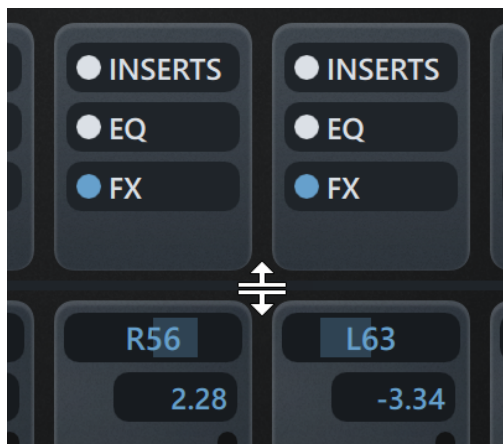 INSERTS
EQ
FX
INSERTS
EQ
FX
R56
2.28
L63
-3.34